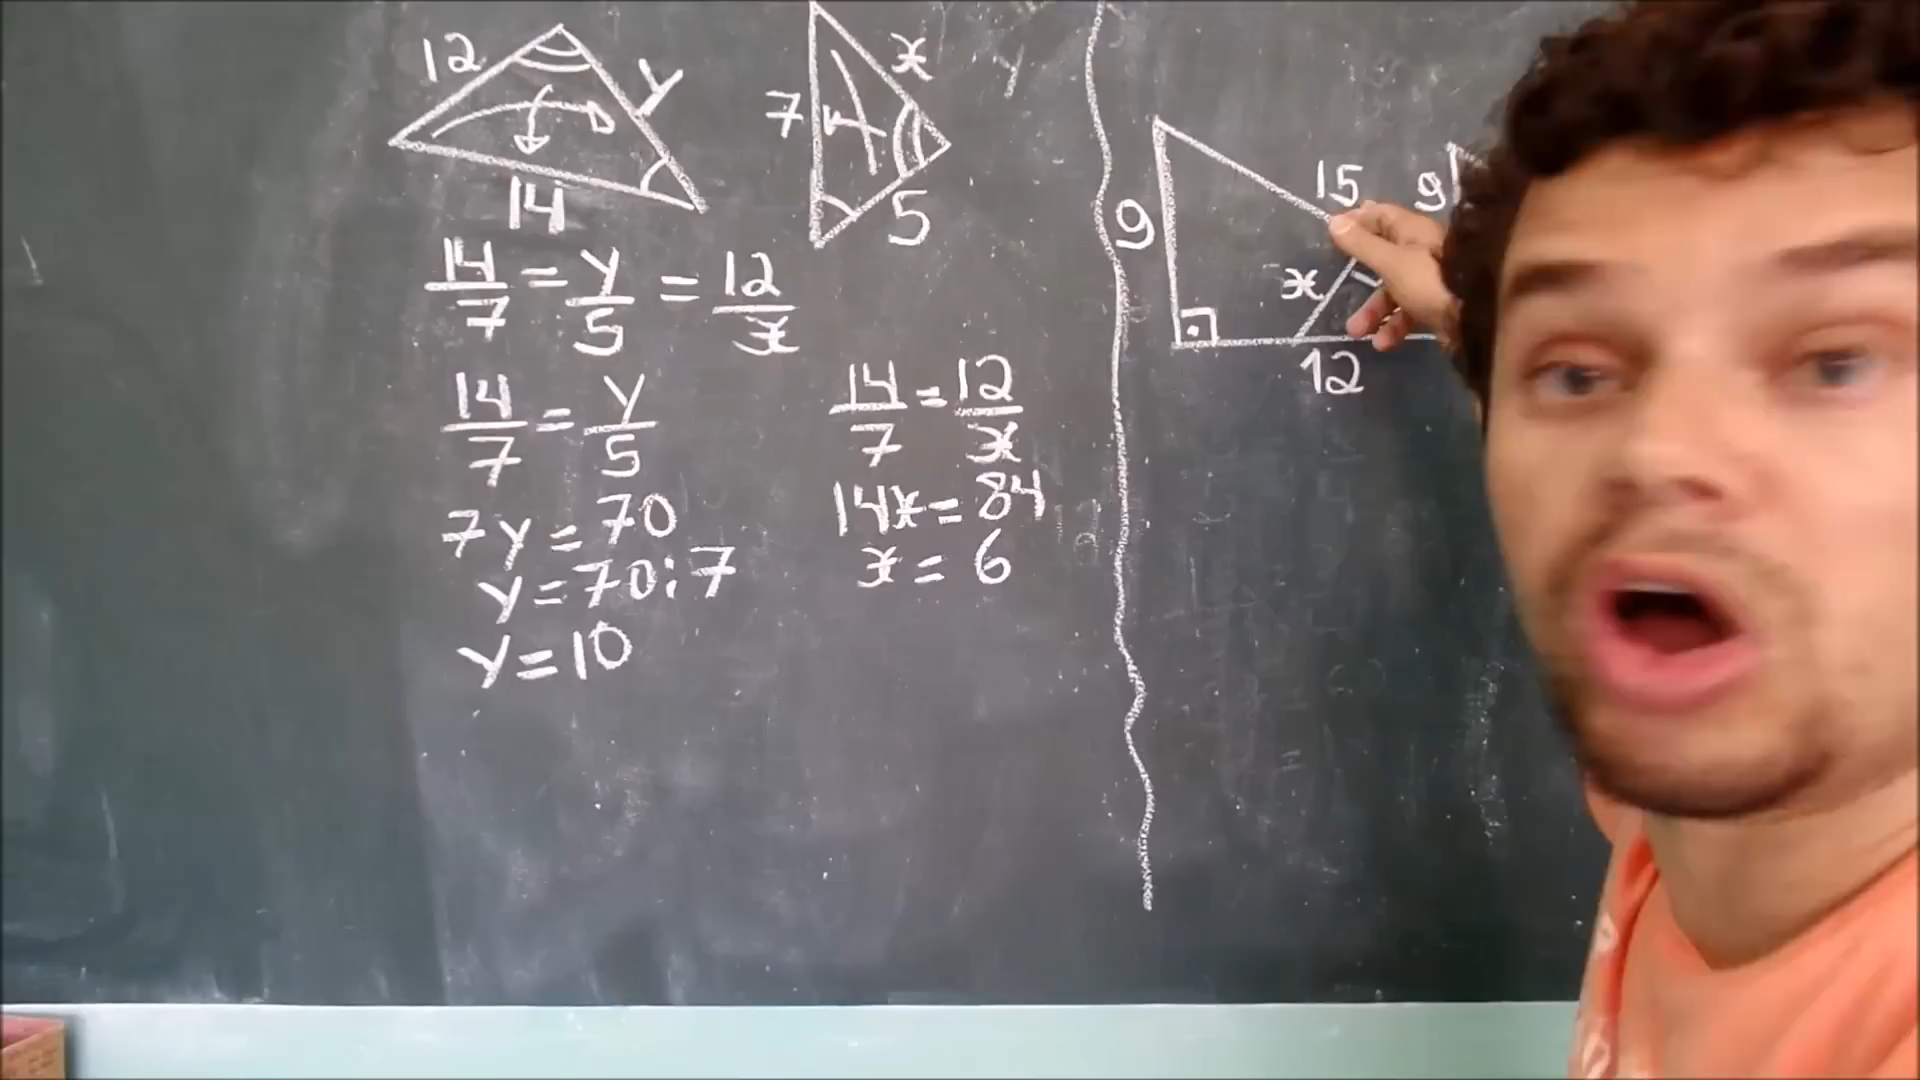 12 y
14
7 x
5
14/7 = y/5 = 12/x
14/7 = y/5
7y = 70
y = 70:7
y = 10
14/7 = 12/x
14x = 84
x = 6
9 15
x
12
9